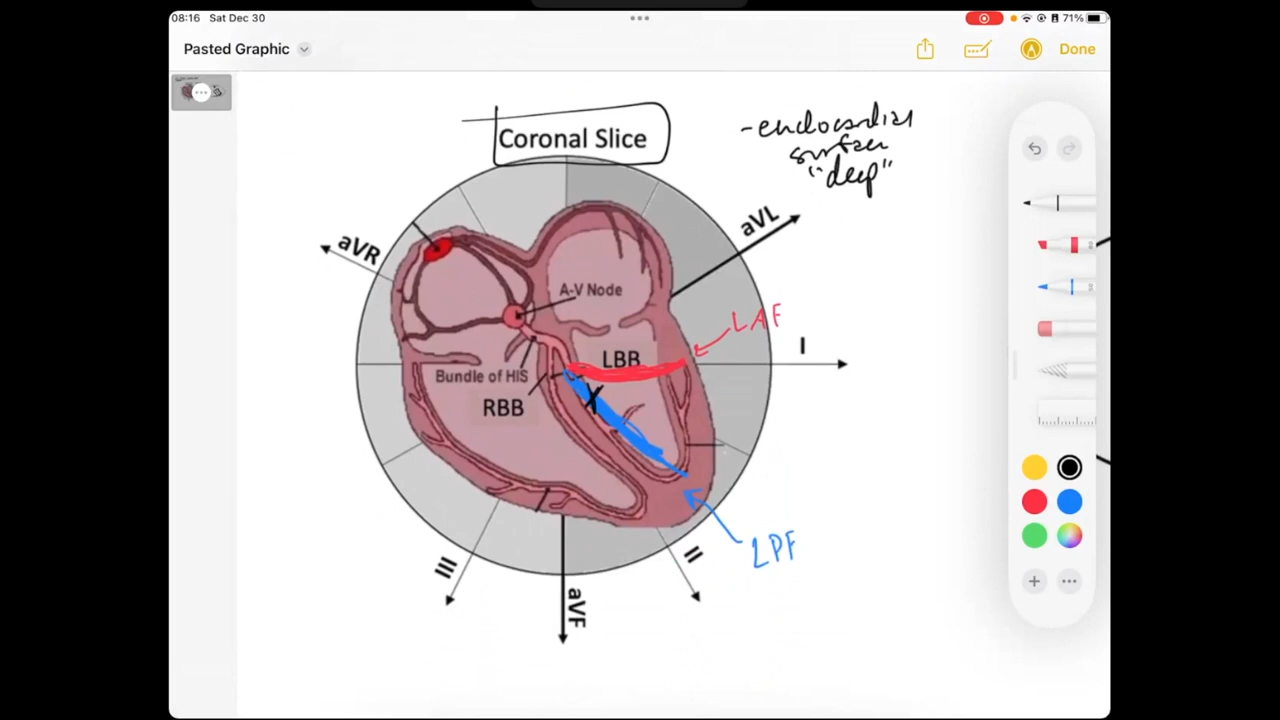 08:16 Sat Dec 30
71%
Pasted Graphic
Done
Coronal Slice
-endocardial
surface
"deep"
aVR
aVL
A-V Node
LAF
I
LBB
Bundle of HIS
RBB
X
LPF
III
II
aVF